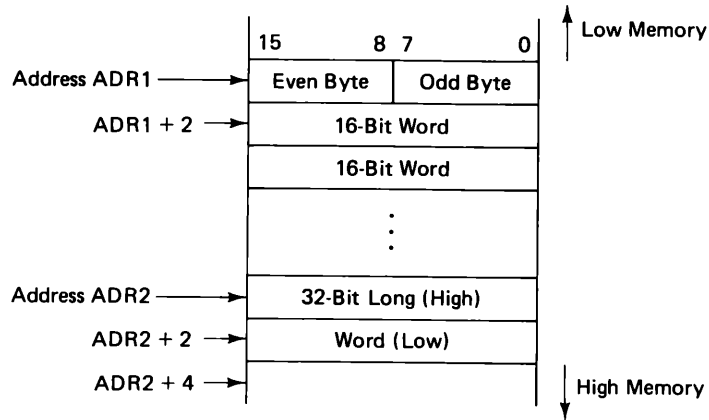 15 8 7 0
Low Memory
Address ADR1 Even Byte Odd Byte
ADR1 + 2 16-Bit Word
16-Bit Word
Address ADR2 32-Bit Long (High)
ADR2 + 2 Word (Low)
ADR2 + 4 High Memory